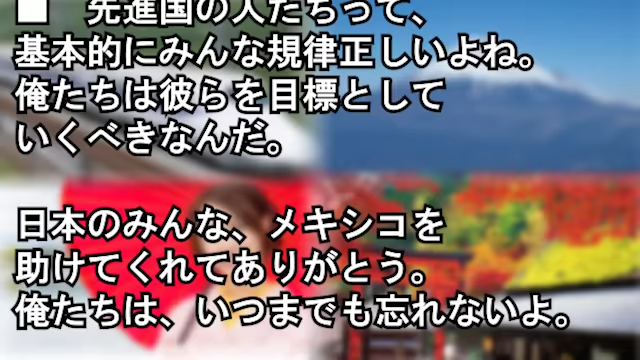 ■ 先進国の人たちって、
基本的にみんな規律正しいよね。
俺たちは彼らを目標として
いくべきなんだ。
日本のみんな、メキシコを
助けてくれてありがとう。
俺たちは、いつまでも忘れないよ。